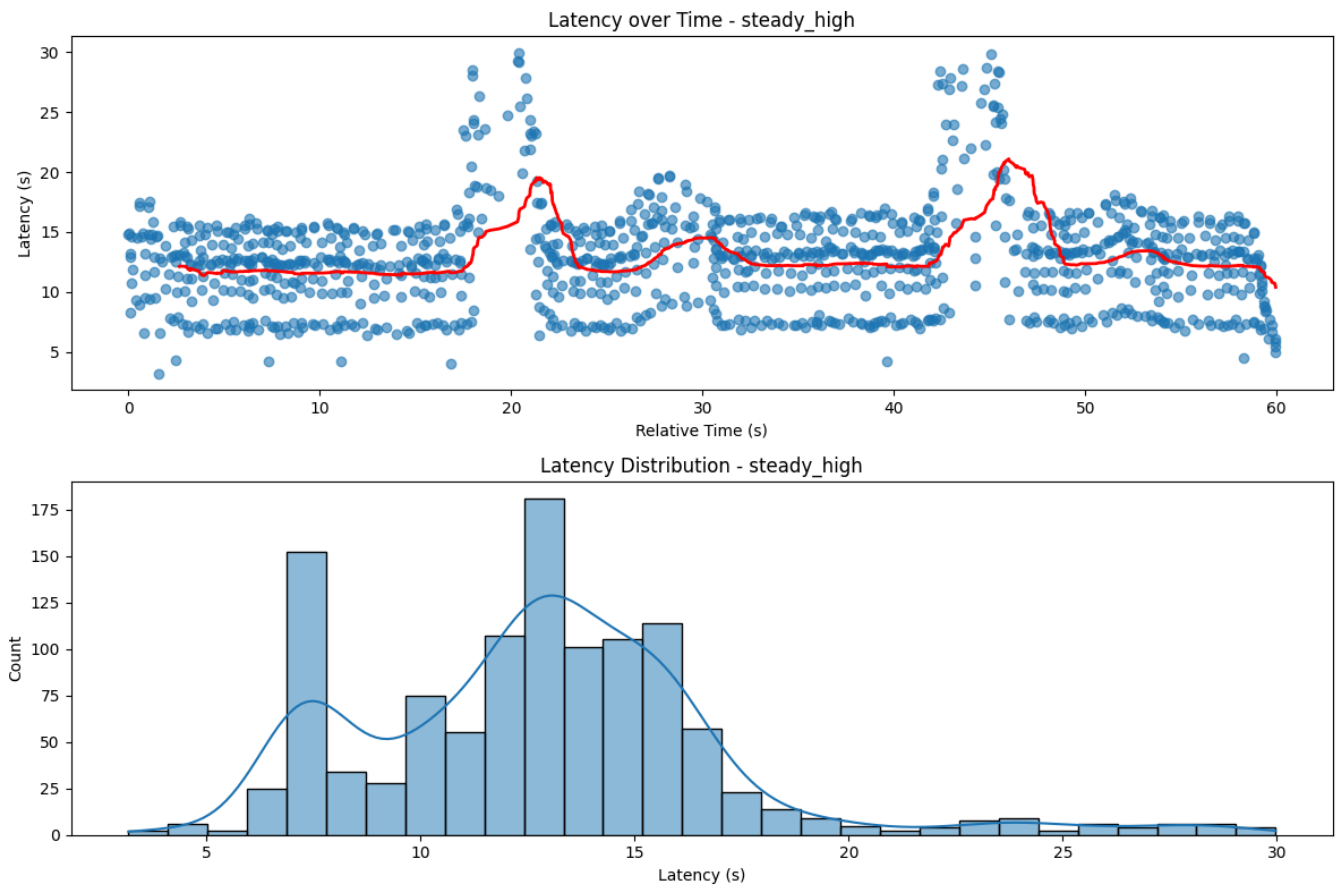 Latency over Time - steady_high
30
25
20
15
10
5
Latency (s)
0 10 20 30 40 50 60
Relative Time (s)
Latency Distribution - steady_high
175
150
125
100
75
50
25
0
Count
5 10 15 20 25 30
Latency (s)